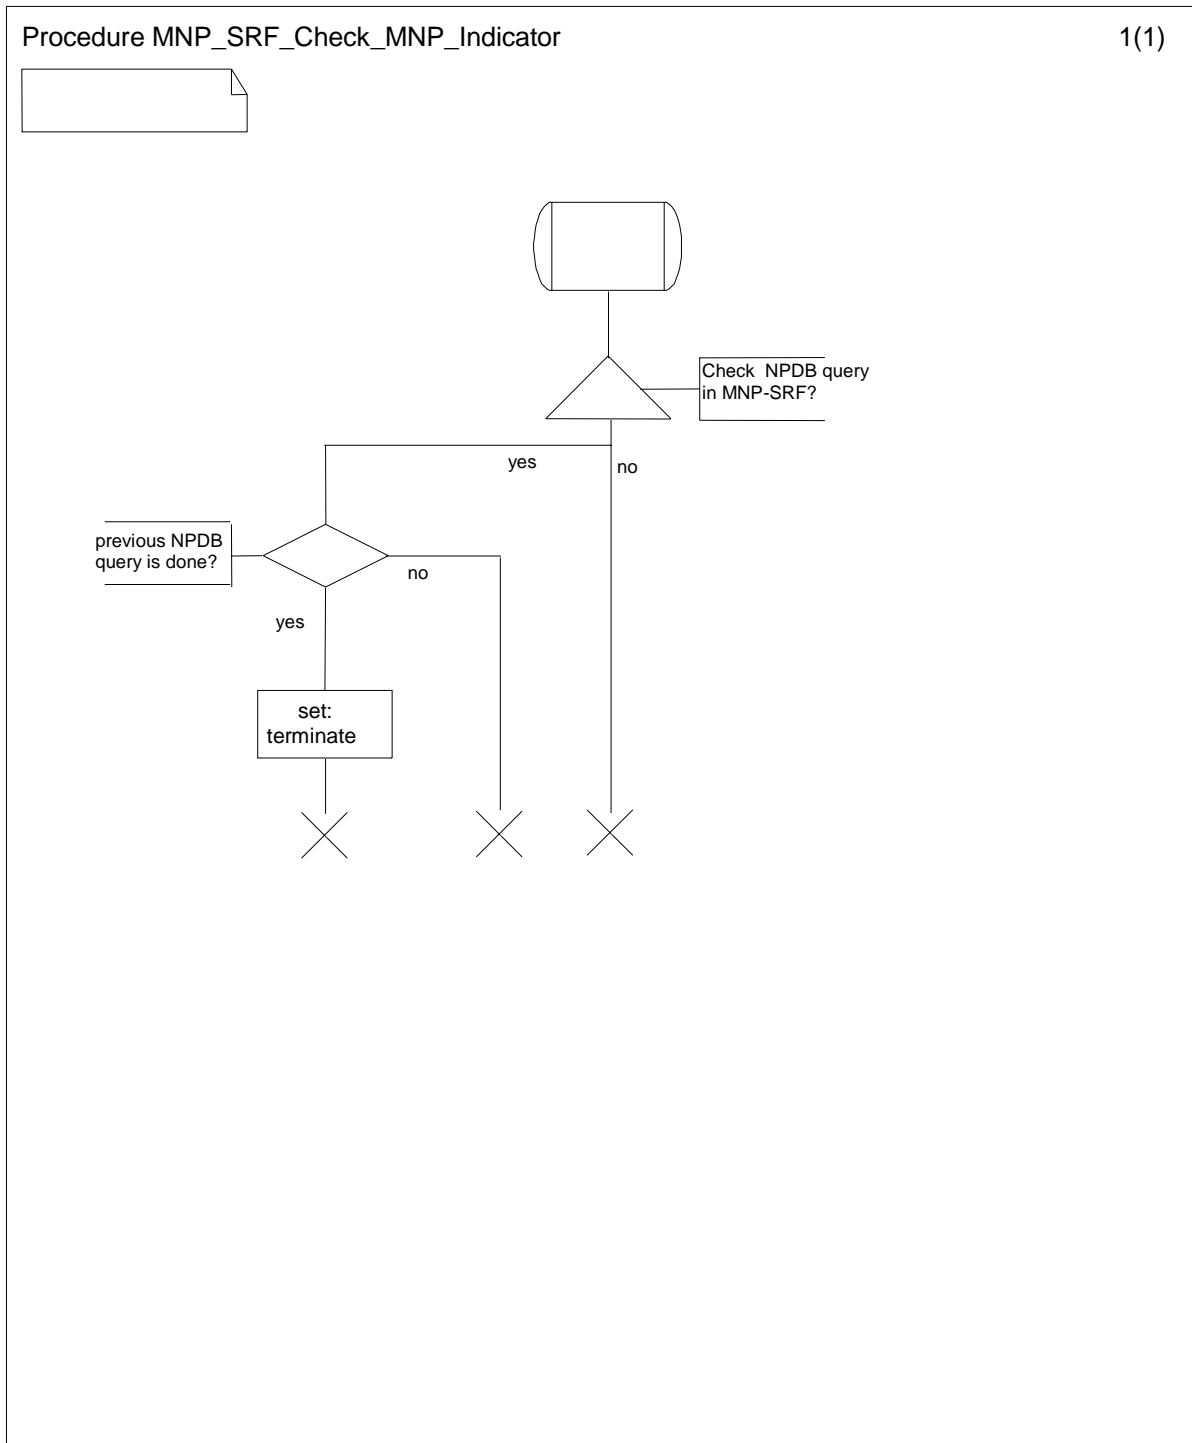 Procedure MNP_SRF_Check_MNP_Indicator 1(1)
Check NPDB query
in MNP-SRF?
yes
no
previous NPDB
query is done?
no
yes
set:
terminate